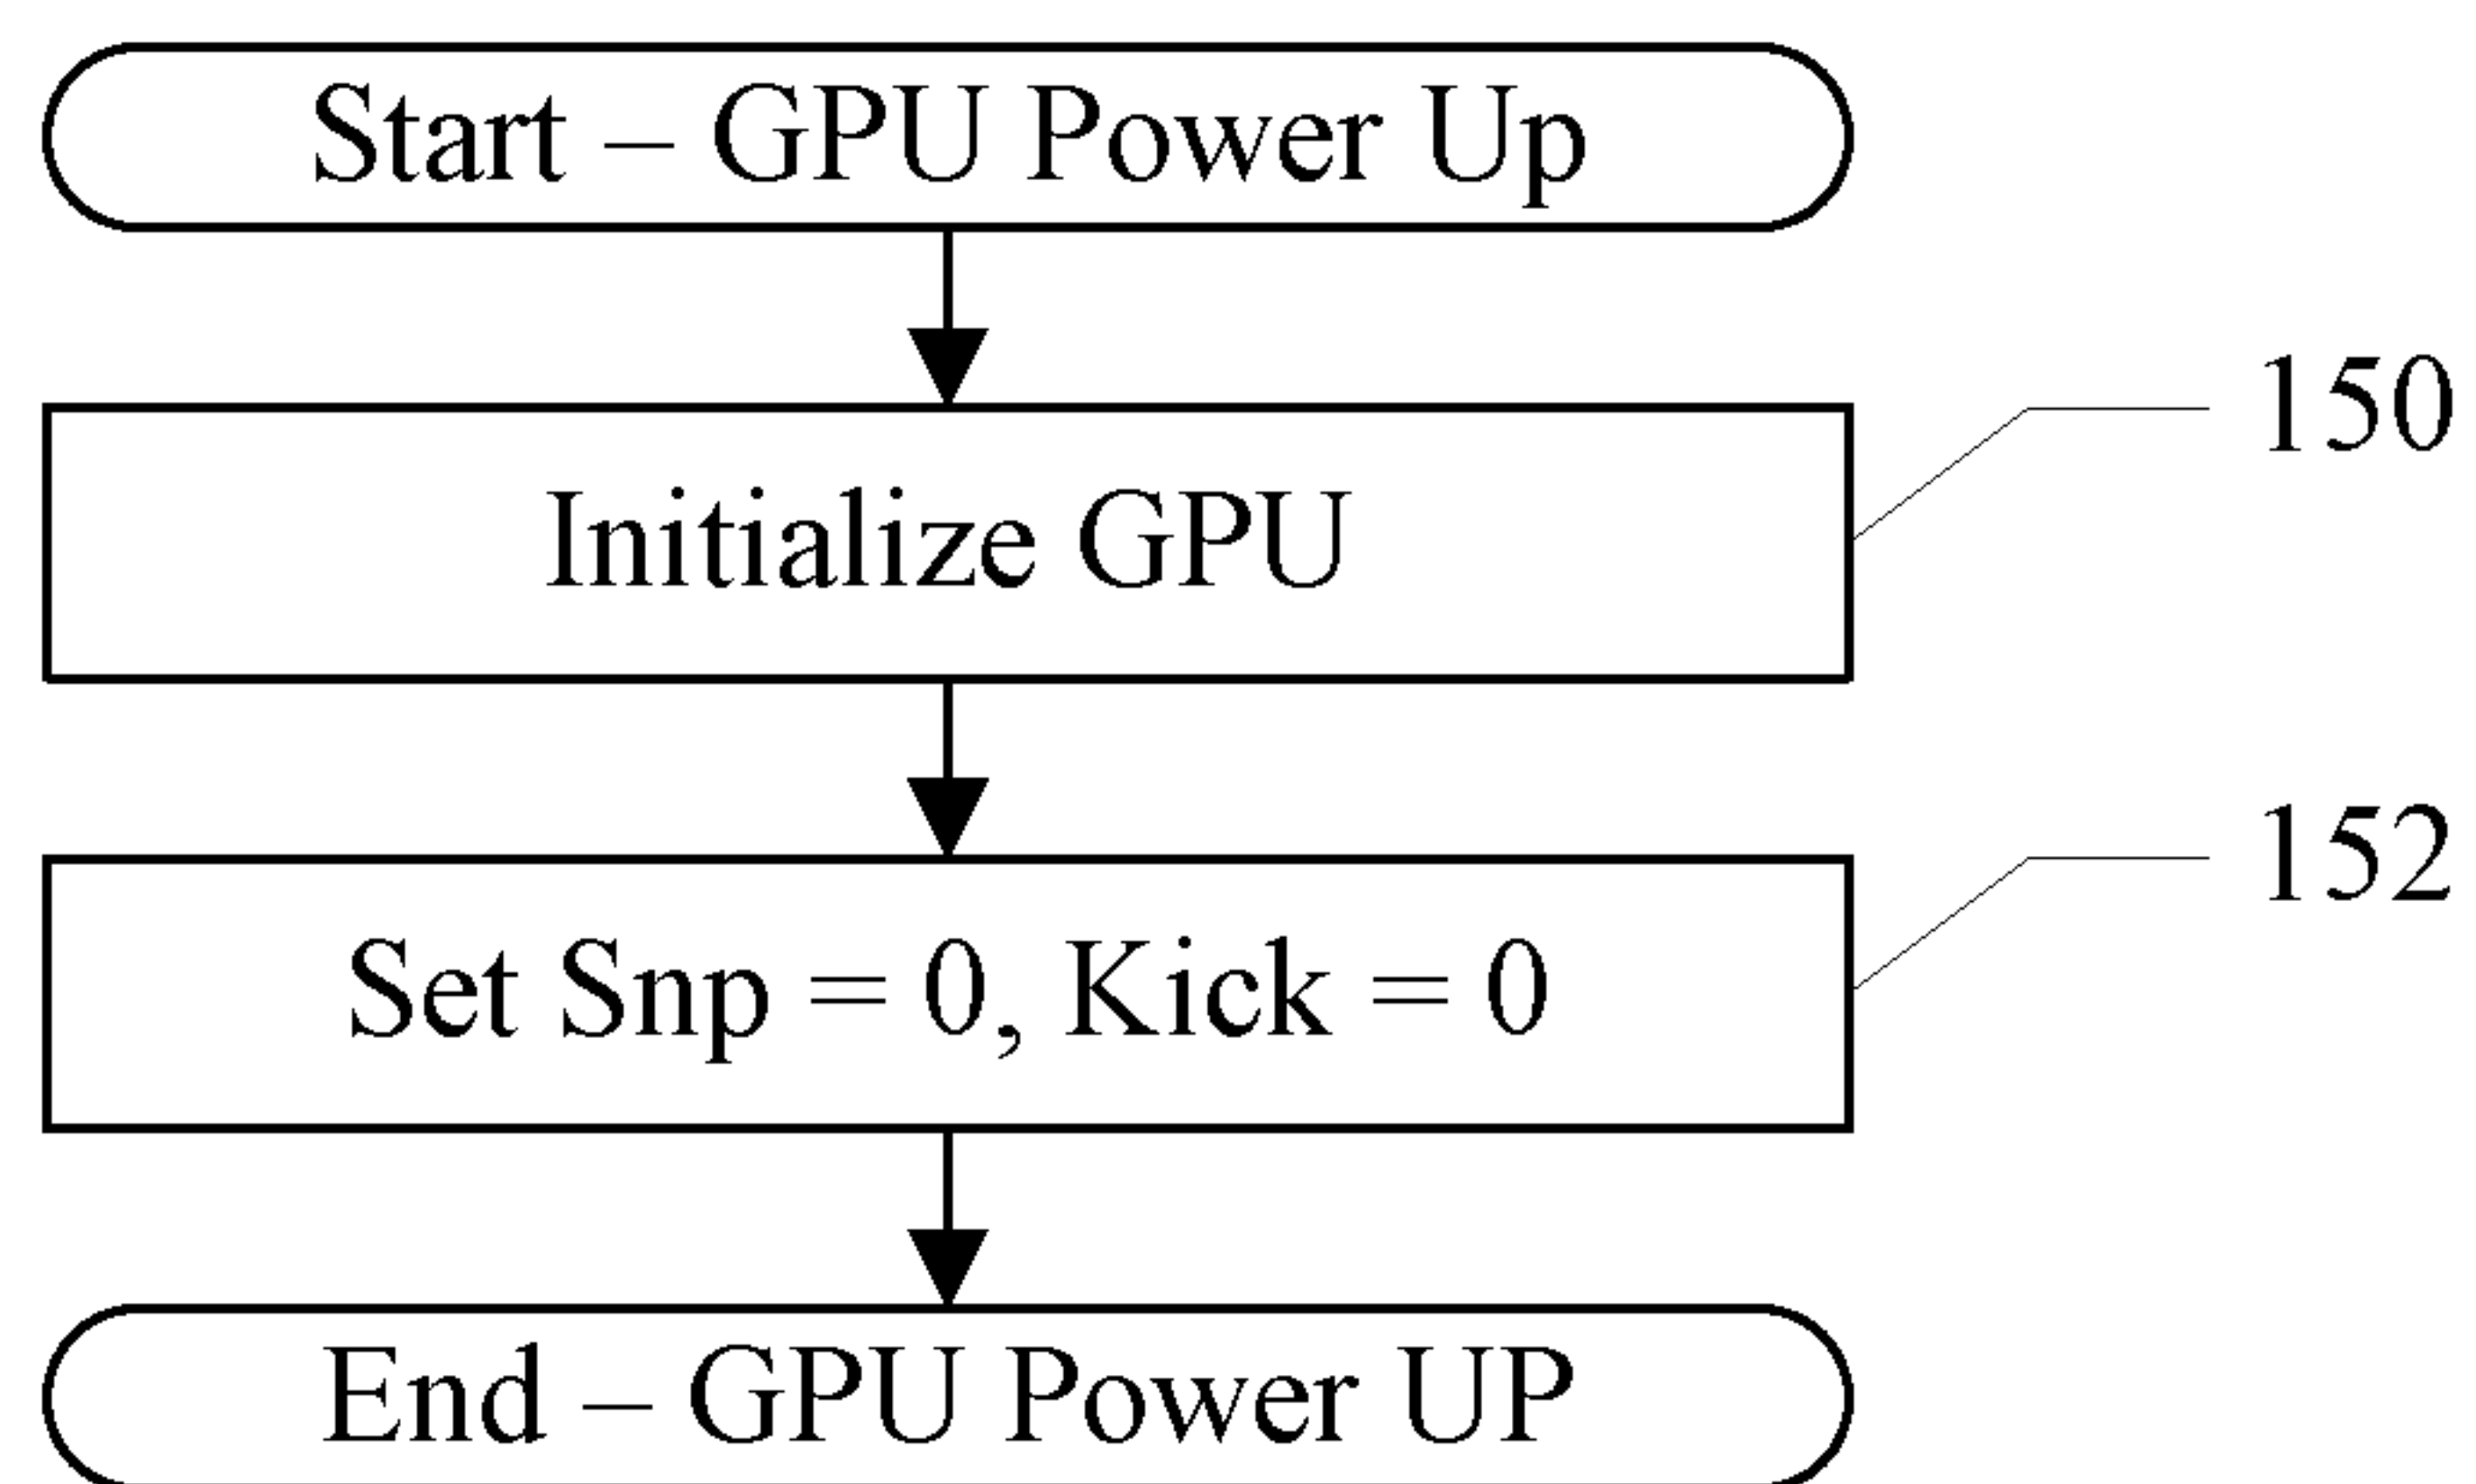 Start – GPU Power Up
150
Initialize GPU
152
Set Snp = 0, Kick = 0
End – GPU Power UP